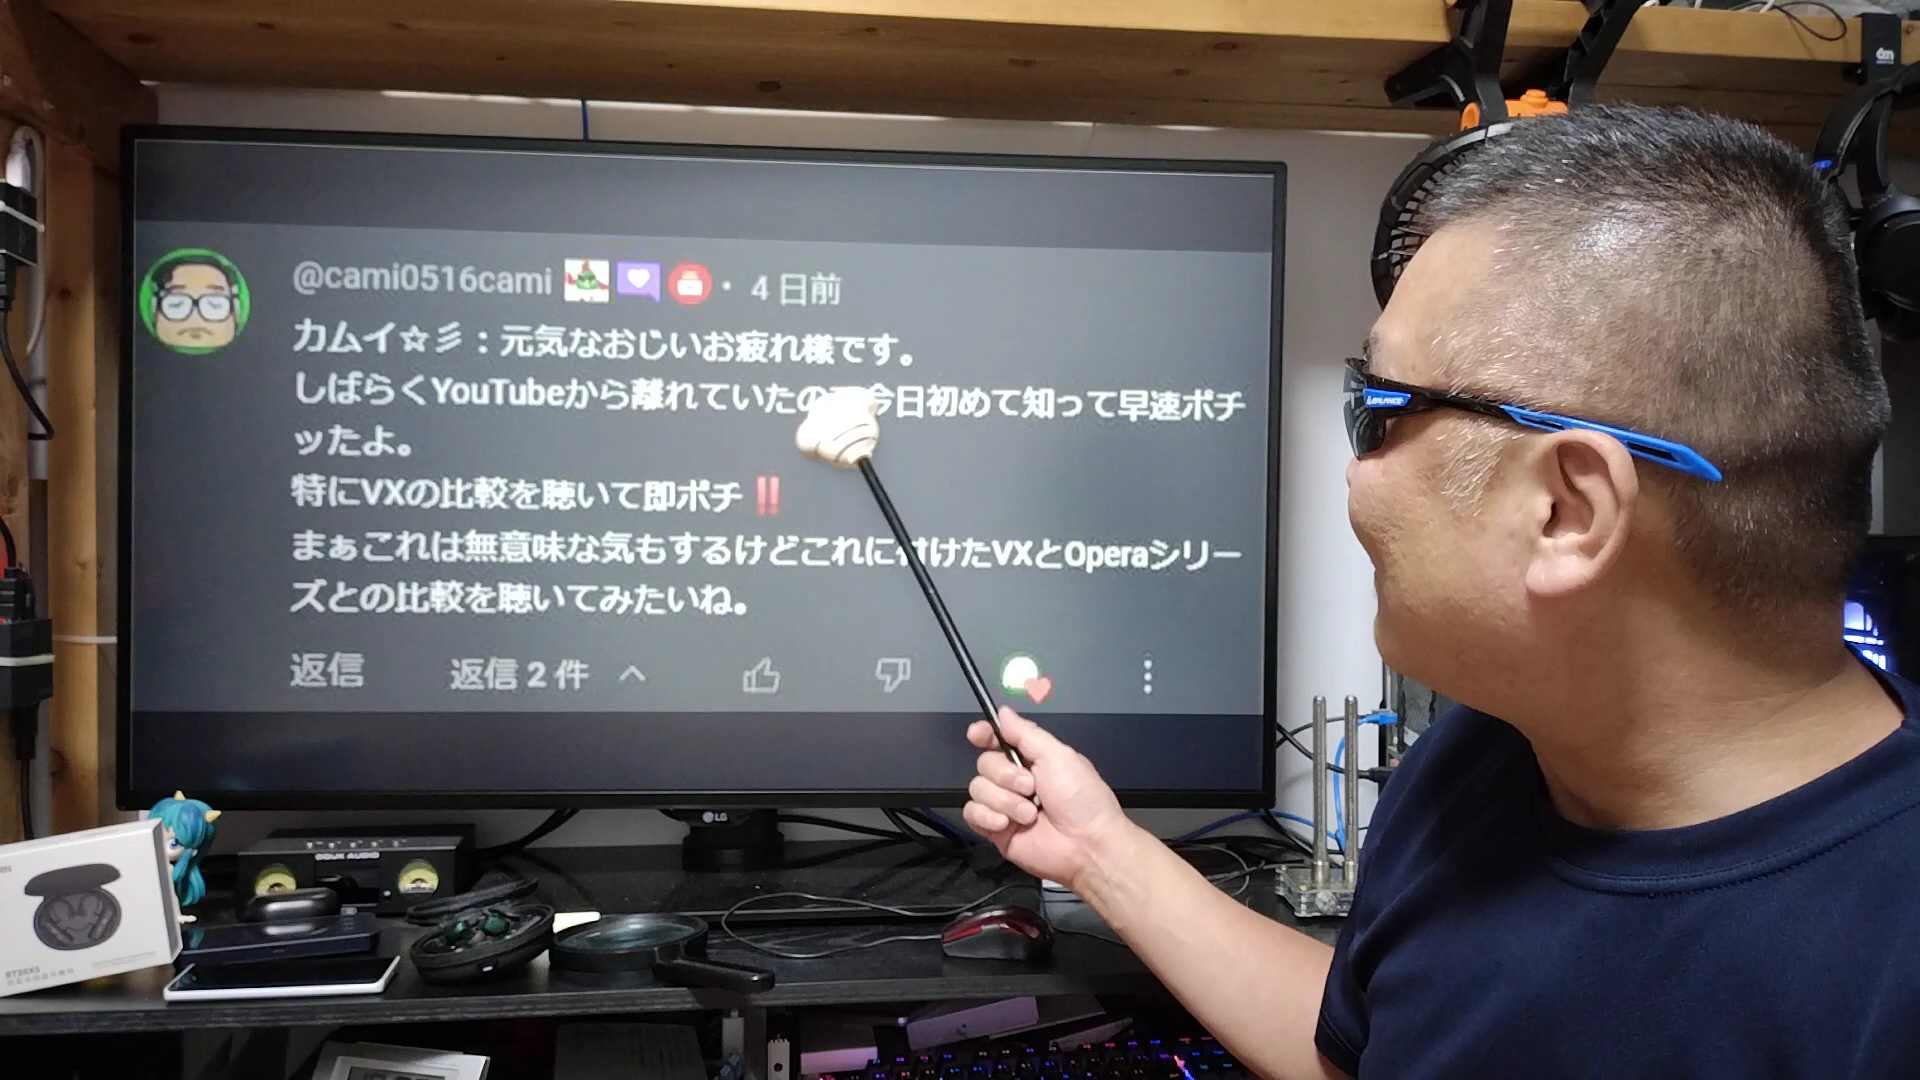 @cami0516cami ・ 4 日前
カムイ☆彡：元気なおじいお疲れ様です。
しばらくYouTubeから離れていたので今日初めて知って早速ポチ
ッたよ。
特にVXの比較を聴いて即ポチ‼
まぁこれは無意味な気もするけどこれに付けたVXとOperaシリー
ズとの比較を聴いてみたいね。
返信 返信 2 件
LG
DOUK AUDIO